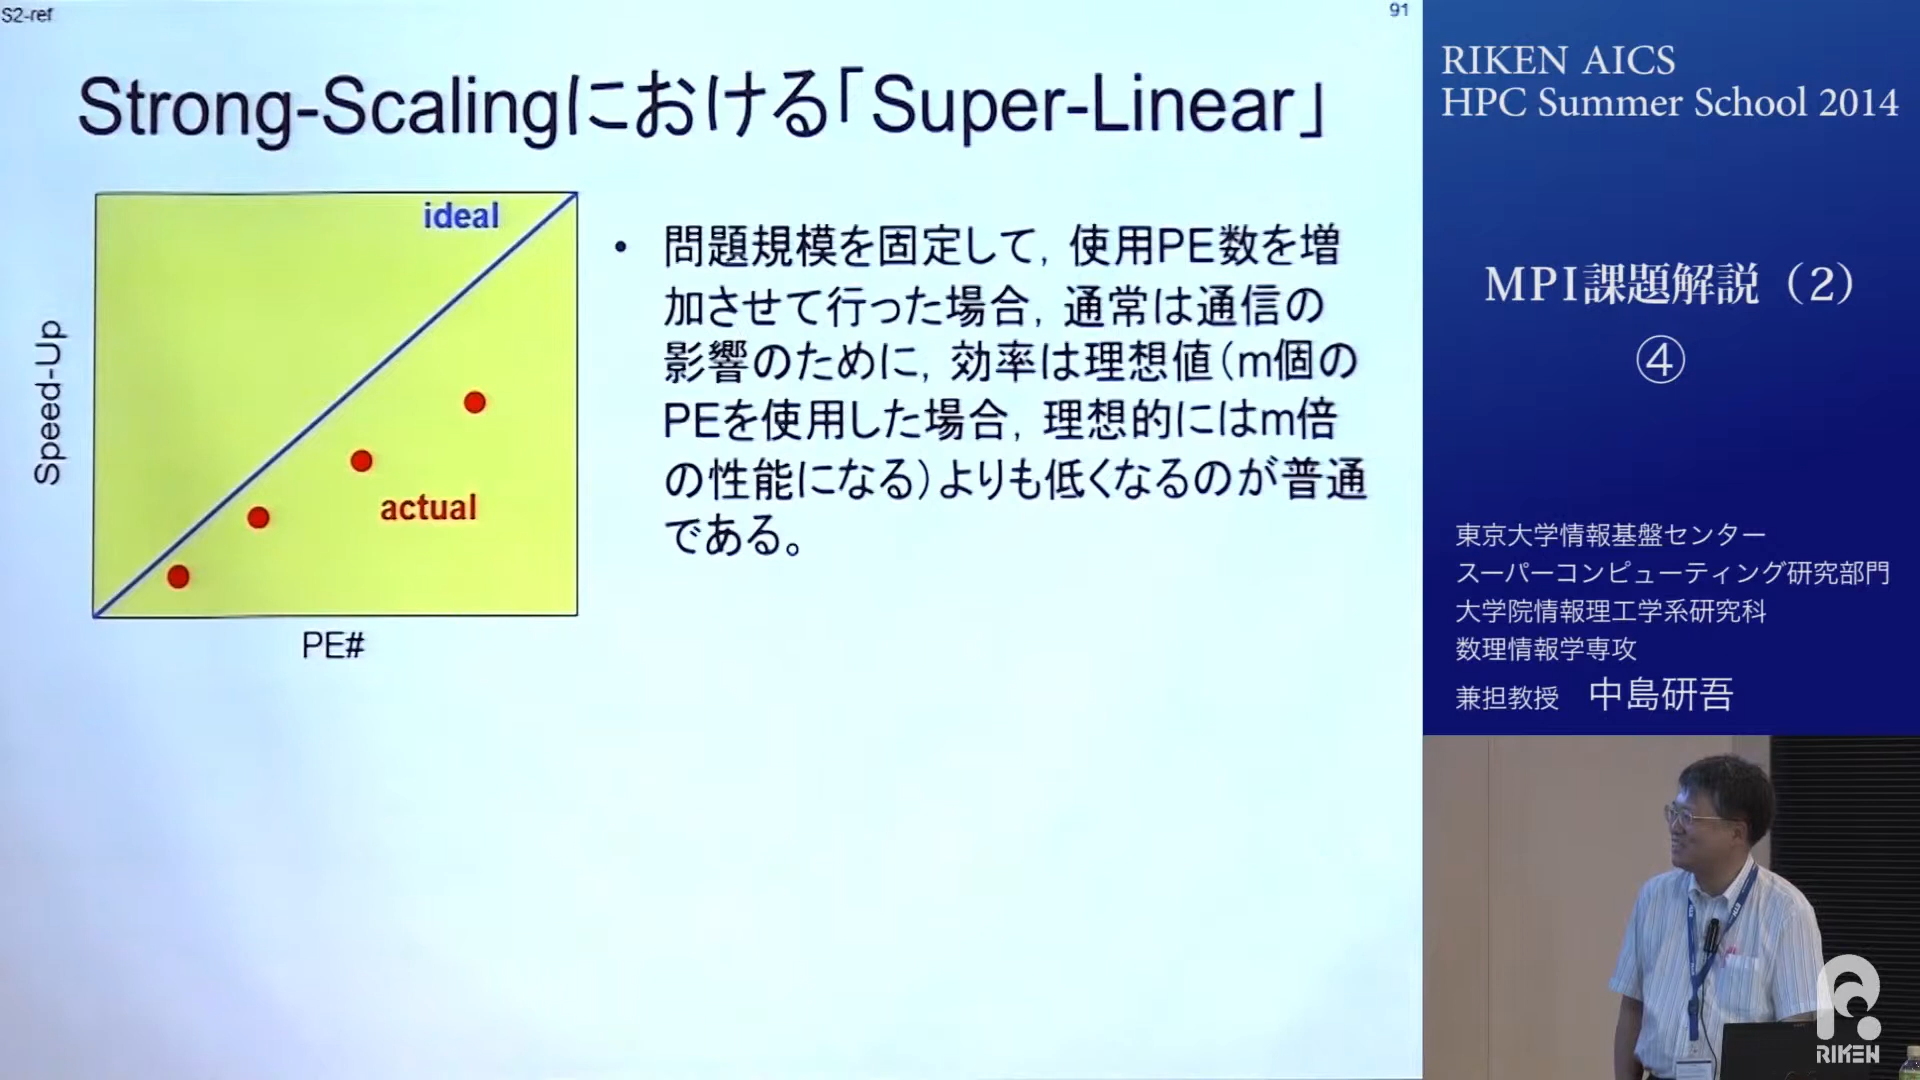 S2-ref
91
Strong-Scalingにおける「Super-Linear」
ideal
Speed-Up
actual
PE#
• 問題規模を固定して，使用PE数を増
加させて行った場合，通常は通信の
影響のために，効率は理想値（m個の
PEを使用した場合，理想的にはm倍
の性能になる）よりも低くなるのが普通
である。
RIKEN AICS
HPC Summer School 2014
MPI課題解説（2）
④
東京大学情報基盤センター
スーパーコンピューティング研究部門
大学院情報理工学系研究科
数理情報学専攻
兼担教授 中島研吾
RIKEN